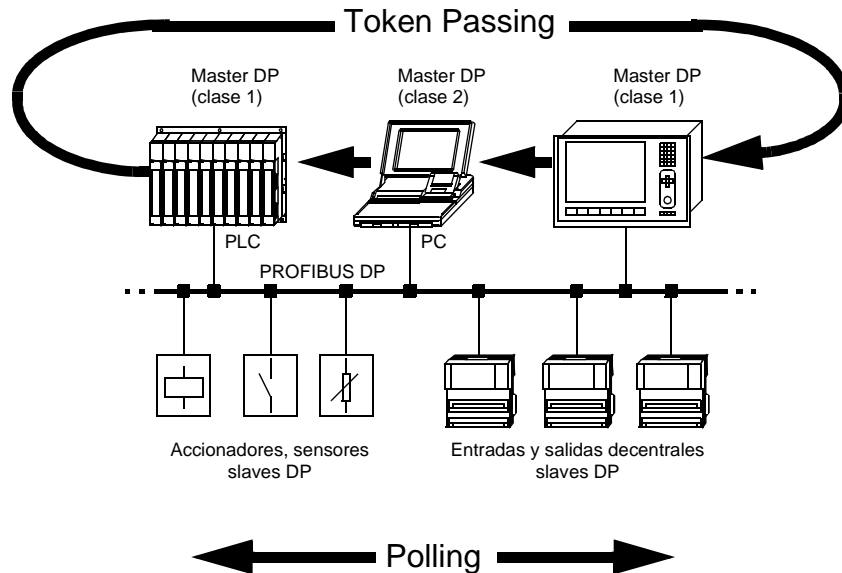 Token Passing
Master DP
(clase 1)
Master DP
(clase 2)
Master DP
(clase 1)
PLC
PC
PROFIBUS DP
Accionadores, sensores
slaves DP
Entradas y salidas decentrales
slaves DP
Polling